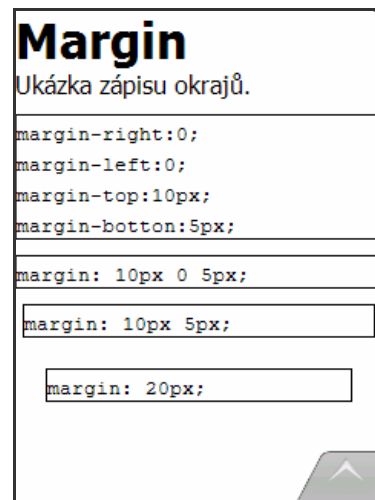 Margin
Ukázka zápisu okrajů.
margin-right:0;
margin-left:0;
margin-top:10px;
margin-botton:5px;
margin: 10px 0 5px;
margin: 10px 5px;
margin: 20px;